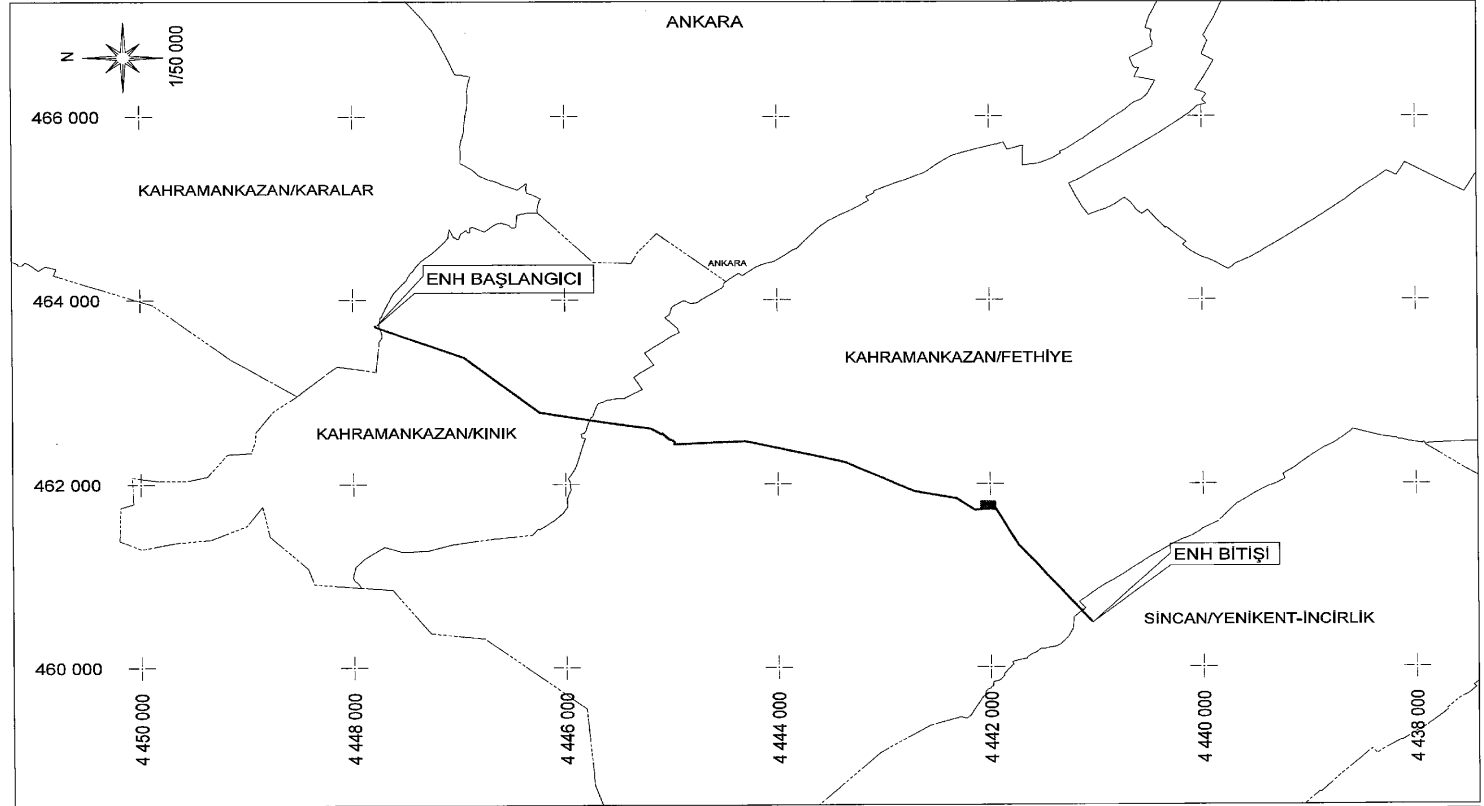 ANKARA
N
1/50 000
466 000
KAHRAMANKAZAN/KARALAR
ANKARA
ENH BAŞLANGICI
464 000
KAHRAMANKAZAN/FETHİYE
KAHRAMANKAZAN/KINIK
462 000
ENH BİTİŞİ
SİNCAN/YENİKENT-İNCİRLİK
460 000
4 450 000
4 448 000
4 446 000
4 444 000
4 442 000
4 440 000
4 438 000